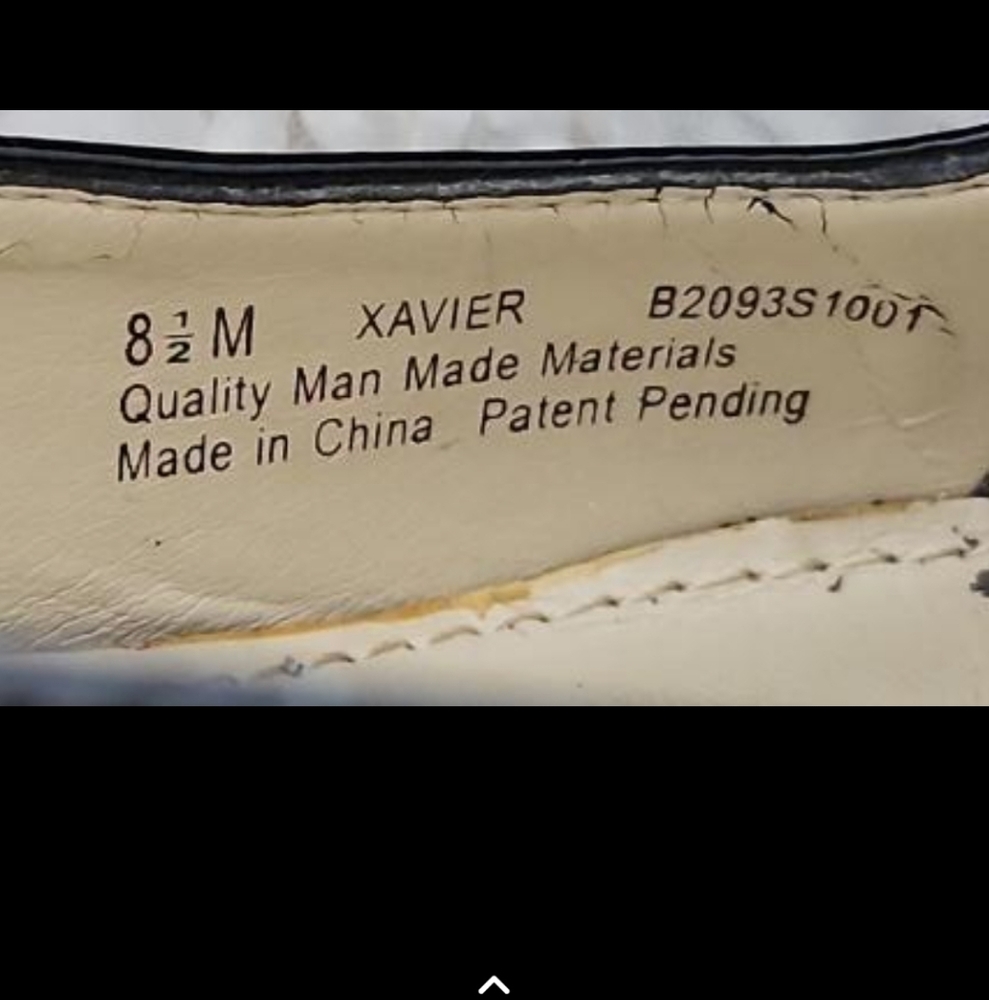 8 ½ M XAVIER B2093S1001
Quality Man Made Materials
Made in China Patent Pending